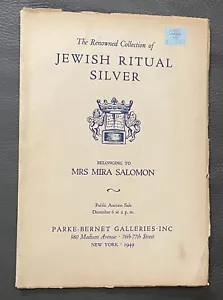 The Renowned Collection of
JEWISH RITUAL
SILVER
BELONGING TO
MRS MIRA SALOMON
Public Auction Sale
December 6 at 2 p. m.
PARKE-BERNET GALLERIES · INC
980 Madison Avenue · 76th-77th Street
NEW YORK · 1949